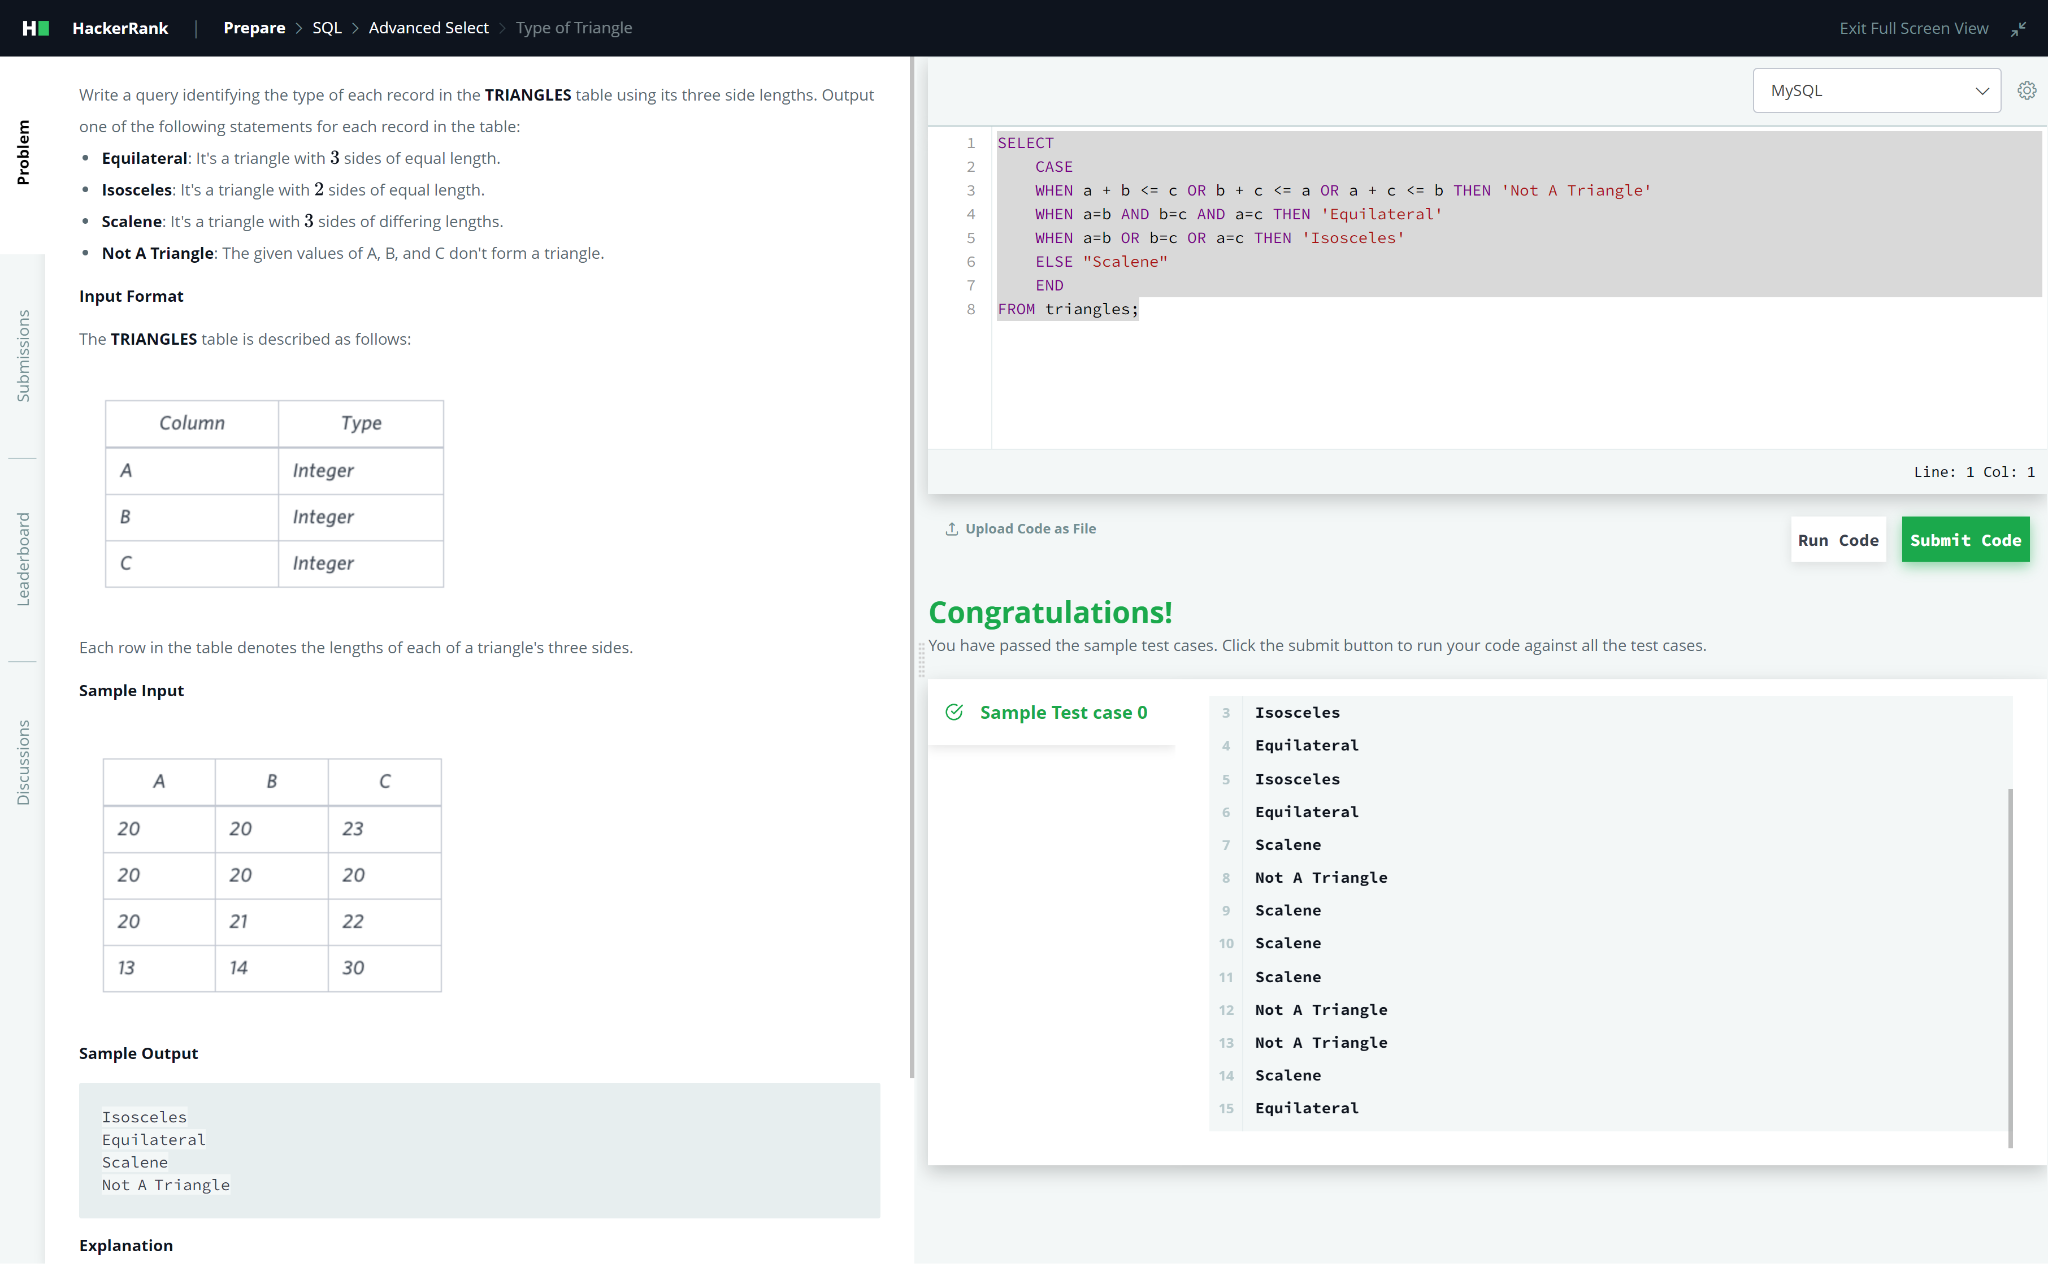 H HackerRank | Prepare > SQL > Advanced Select > Type of Triangle
Exit Full Screen View
Problem
Submissions
Leaderboard
Discussions
Write a query identifying the type of each record in the TRIANGLES table using its three side lengths. Output
one of the following statements for each record in the table:
• Equilateral: It's a triangle with 3 sides of equal length.
• Isosceles: It's a triangle with 2 sides of equal length.
• Scalene: It's a triangle with 3 sides of differing lengths.
• Not A Triangle: The given values of A, B, and C don't form a triangle.
Input Format
The TRIANGLES table is described as follows:
Column Type
A Integer
B Integer
C Integer
Each row in the table denotes the lengths of each of a triangle's three sides.
Sample Input
A B C
20 20 23
20 20 20
20 21 22
13 14 30
Sample Output
Isosceles
Equilateral
Scalene
Not A Triangle
Explanation
MySQL
1 SELECT
2 CASE
3 WHEN a + b <= c OR b + c <= a OR a + c <= b THEN 'Not A Triangle'
4 WHEN a=b AND b=c AND a=c THEN 'Equilateral'
5 WHEN a=b OR b=c OR a=c THEN 'Isosceles'
6 ELSE "Scalene"
7 END
8 FROM triangles;
Line: 1 Col: 1
Upload Code as File
Run Code
Submit Code
Congratulations!
You have passed the sample test cases. Click the submit button to run your code against all the test cases.
Sample Test case 0
3 Isosceles
4 Equilateral
5 Isosceles
6 Equilateral
7 Scalene
8 Not A Triangle
9 Scalene
10 Scalene
11 Scalene
12 Not A Triangle
13 Not A Triangle
14 Scalene
15 Equilateral